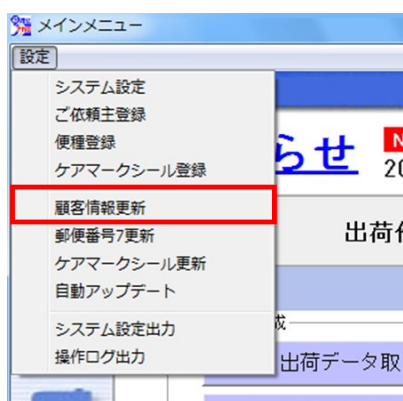 メインメニュー
設定
システム設定
ご依頼主登録
便種登録
ケアマークシール登録
顧客情報更新
郵便番号7更新
ケアマークシール更新
自動アップデート
システム設定出力
操作ログ出力
らせ
N
20
出荷
成
出荷データ取